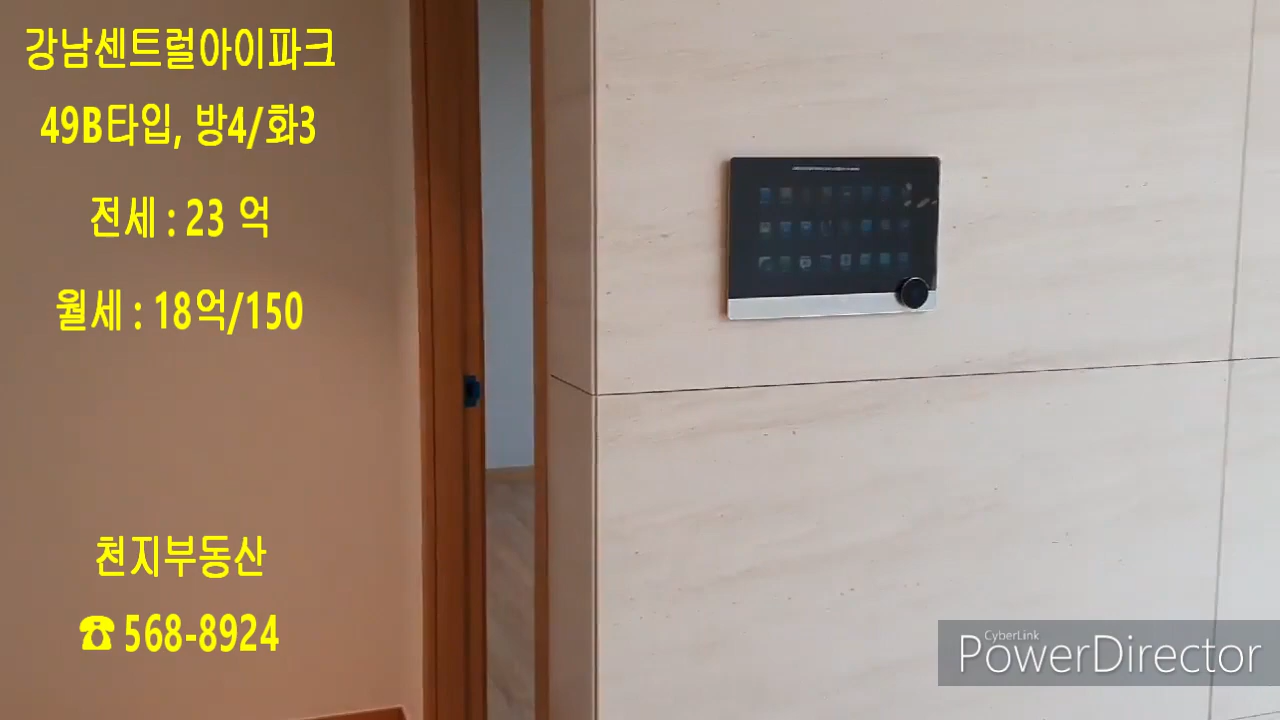 강남센트럴아이파크
49B타입, 방4/화3
전세 : 23 억
월세 : 18억/150
천지부동산
☎ 568-8924
CyberLink
PowerDirector